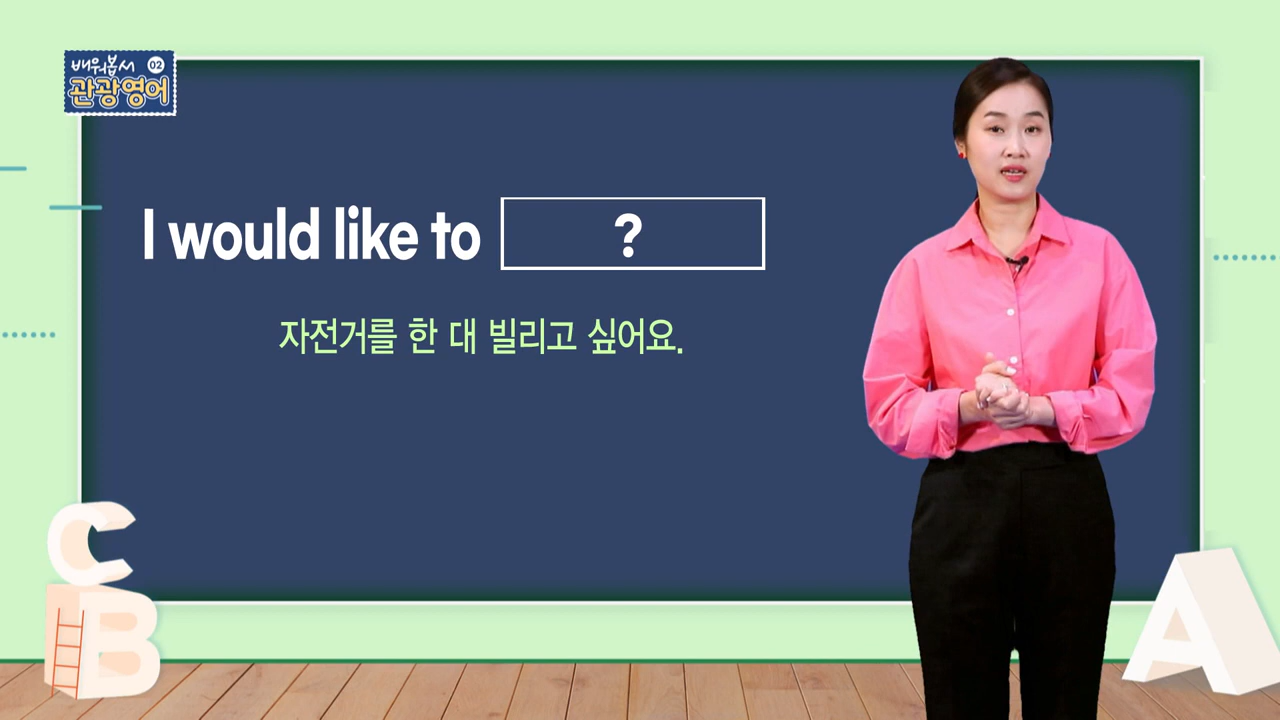 배워봅서 02
관광영어
I would like to ?
자전거를 한 대 빌리고 싶어요.
C
B
A